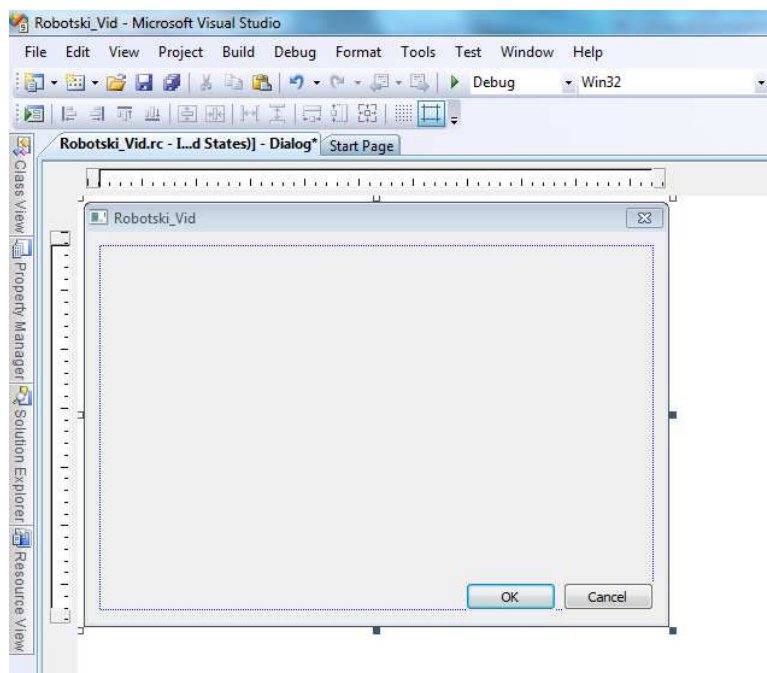 Robotski_Vid - Microsoft Visual Studio
File Edit View Project Build Debug Format Tools Test Window Help
Debug Win32
Robotski_Vid.rc - I...d States)] - Dialog* Start Page
Class View
Property Manager
Solution Explorer
Resource View
Robotski_Vid
OK Cancel